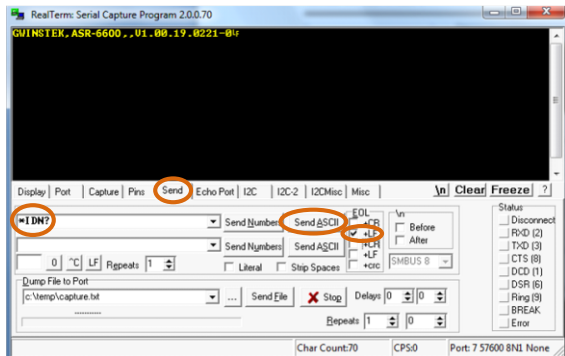 RealTerm: Serial Capture Program 2.0.0.70
GWINSTEK,ASR-6600,,V1.00.19.0221-0LF
Display Port Capture Pins Send Echo Port I2C I2C-2 I2CMisc Misc \n Clear Freeze ?
*IDN? Send Numbers Send ASCII
EOL
+CR
+LF
+CR
+LF
+crc
\n
Before
After
Send Numbers Send ASCII
SMBUS 8
0 ^C LF Repeats 1 Literal Strip Spaces
Dump File to Port
c:\temp\capture.txt ... Send File Stop Delays 0 0
Repeats 1 0
Status
Disconnect
RXD (2)
TXD (3)
CTS (8)
DCD (1)
DSR (6)
Ring (9)
BREAK
Error
Char Count:70 CPS:0 Port: 7 57600 8N1 None